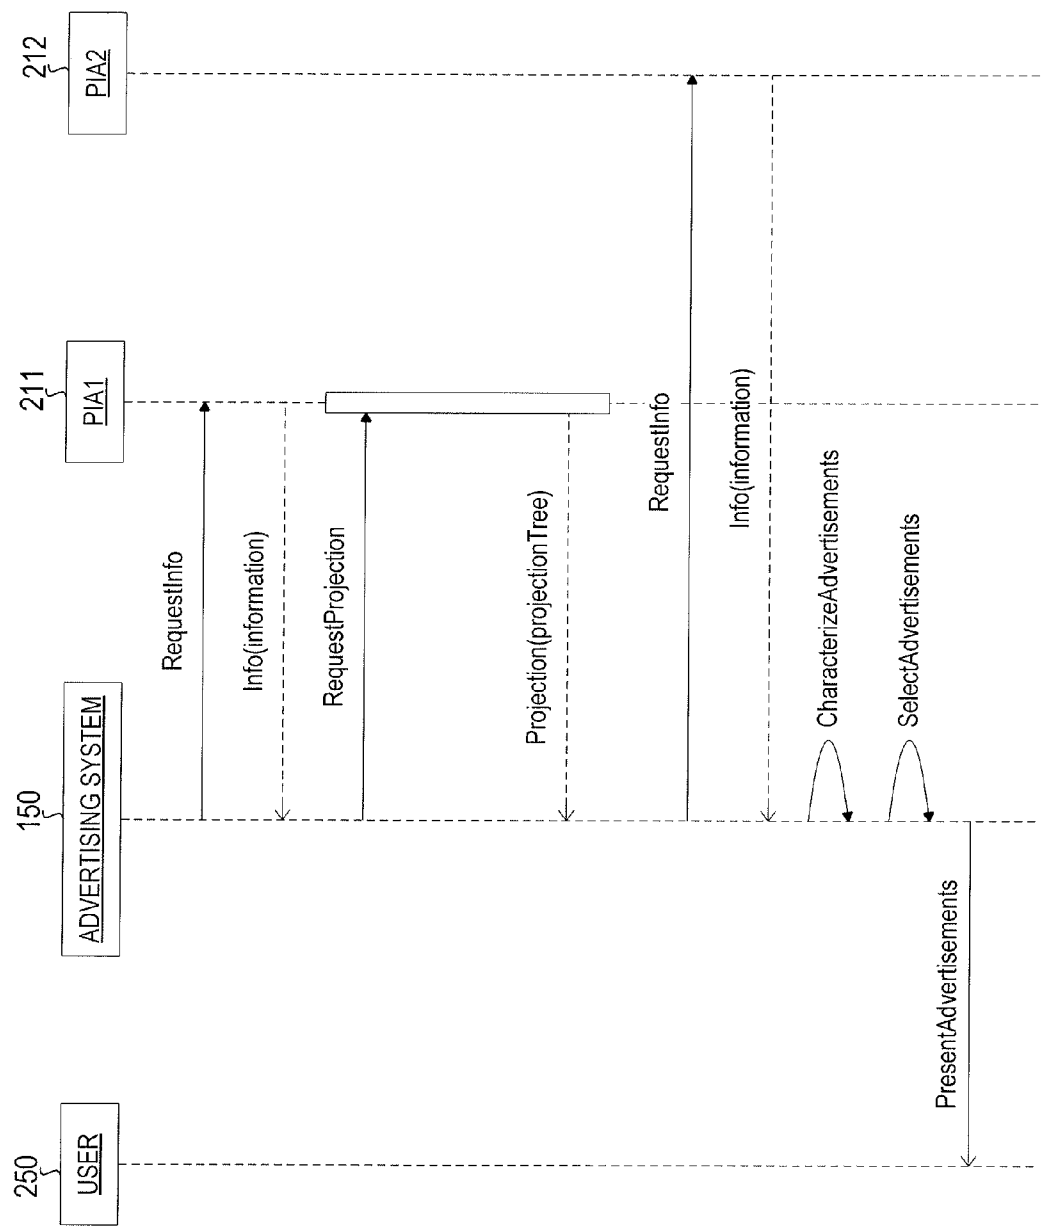 250
USER
150
ADVERTISING SYSTEM
211
PIA1
212
PIA2
RequestInfo
Info(information)
RequestProjection
Projection(projectionTree)
RequestInfo
Info(information)
CharacterizeAdvertisements
SelectAdvertisements
PresentAdvertisements